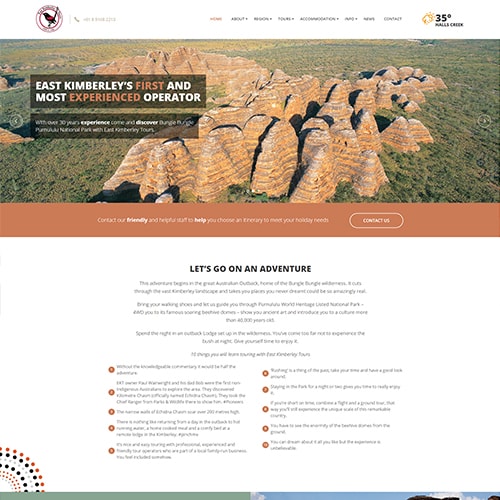 +61 8 9168 2213
HOME ABOUT REGION TOURS ACCOMMODATION INFO NEWS CONTACT
35°
HALLS CREEK
EAST KIMBERLEY'S FIRST AND
MOST EXPERIENCED OPERATOR
With over 30 years experience come and discover Bungle Bungle
Purnululu National Park with East Kimberley Tours.
Contact our friendly and helpful staff to help you choose an itinerary to meet your holiday needs
CONTACT US
LET'S GO ON AN ADVENTURE
This adventure begins in the great Australian Outback, home of the Bungle Bungle wilderness. It cuts
through the vast Kimberley landscape and takes you places you never dreamt could be so amazingly real.
Bring your walking shoes and let us guide you through Purnululu World Heritage Listed National Park –
4WD you to its famous soaring beehive domes – show you ancient art and introduce you to a culture more
than 40,000 years old.
Spend the night in an outback Lodge set up in the wilderness. You've come too far not to experience the
bush at night. Give yourself time to enjoy it.
10 things you will learn touring with East Kimberley Tours
Without the knowledgeable commentary it would be half the
adventure.
EKT owner Paul Wainwright and his dad Bob were the first non-
Indigenous Australians to explore the area. They discovered
Kilometre Chasm (officially named Echidna Chasm). They took the
Chief Ranger from Parks & Wildlife there to show him. #Pioneers
The narrow walls of Echidna Chasm soar over 200 metres high.
There is nothing like returning from a day in the outback to hot
running water, a home cooked meal and a comfy bed at a
remote lodge in the Kimberley.
It's nice and easy touring with professional, experienced and
friendly tour operators who are part of a local family-run business.
You feel included somehow.
'Rushing' is a thing of the past, take your time and have a good look
around.
Staying in the Park for a night or two gives you time to really enjoy
it.
If you're short on time, combine a flight and a ground tour, that
way you'll still experience the unique scale of this remarkable
country.
You have to see the enormity of the beehive domes from the
ground.
You can dream about it all you like but the experience is
unbelievable.